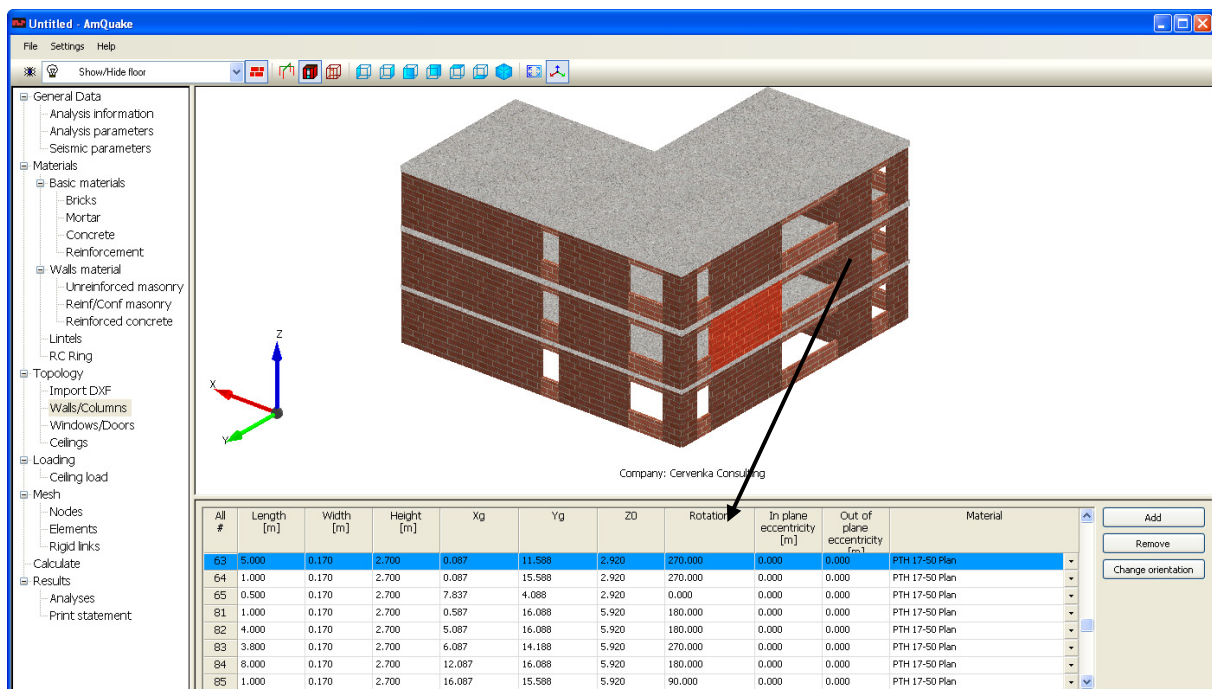 Untitled - AmQuake
File Settings Help
Show/Hide floor
General Data
Analysis information
Analysis parameters
Seismic parameters
Materials
Basic materials
Bricks
Mortar
Concrete
Reinforcement
Walls material
Unreinforced masonry
Reinf/Conf masonry
Reinforced concrete
Lintels
RC Ring
Topology
Import DXF
Walls/Columns
Windows/Doors
Ceilings
Loading
Ceiling load
Mesh
Nodes
Elements
Rigid links
Calculate
Results
Analyses
Print statement
Z
X
Y
Company: Cervenka Consulting
All # Length [m] Width [m] Height [m] Xg Yg Z0 Rotation In plane eccentricity [m] Out of plane eccentricity [m] Material
63 5.000 0.170 2.700 0.087 11.588 2.920 270.000 0.000 0.000 PTH 17-50 Plan
64 1.000 0.170 2.700 0.087 15.588 2.920 270.000 0.000 0.000 PTH 17-50 Plan
65 0.500 0.170 2.700 7.837 4.088 2.920 0.000 0.000 0.000 PTH 17-50 Plan
81 1.000 0.170 2.700 0.587 16.088 5.920 180.000 0.000 0.000 PTH 17-50 Plan
82 4.000 0.170 2.700 5.087 16.088 5.920 180.000 0.000 0.000 PTH 17-50 Plan
83 3.800 0.170 2.700 6.087 14.188 5.920 270.000 0.000 0.000 PTH 17-50 Plan
84 8.000 0.170 2.700 12.087 16.088 5.920 180.000 0.000 0.000 PTH 17-50 Plan
85 1.000 0.170 2.700 16.087 15.588 5.920 90.000 0.000 0.000 PTH 17-50 Plan
Add
Remove
Change orientation